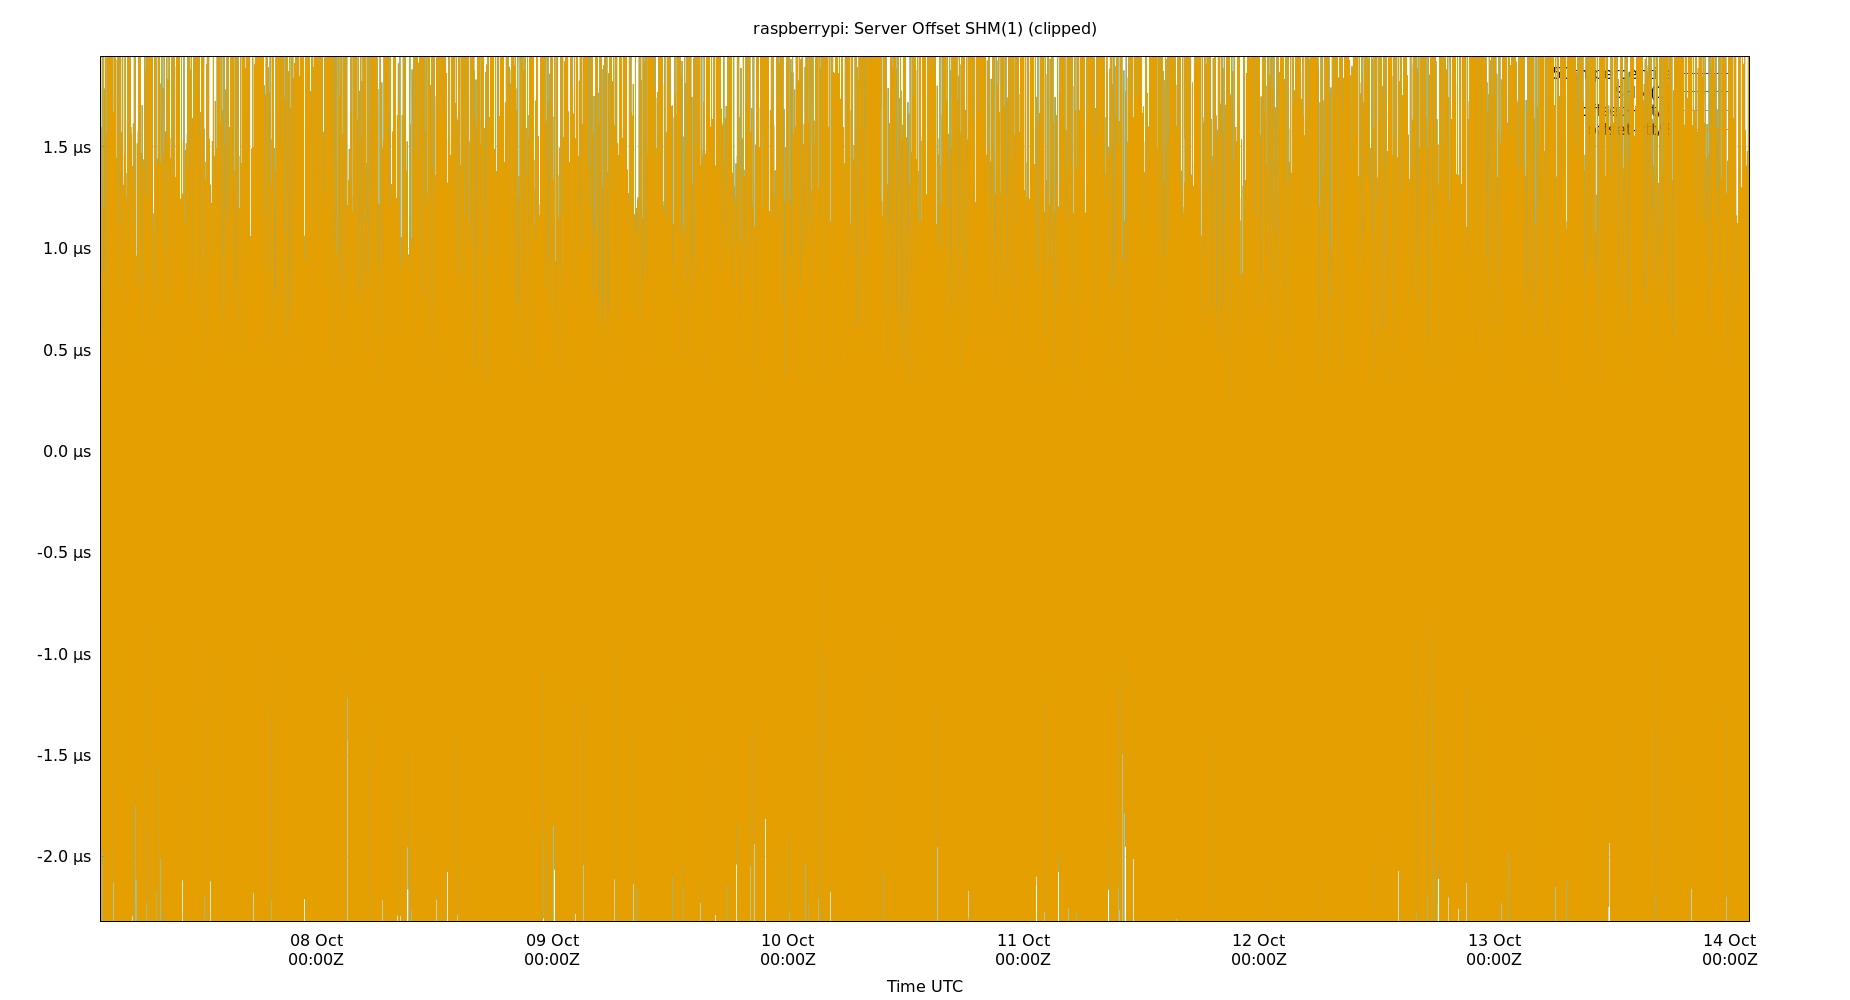 raspberrypi: Server Offset SHM(1) (clipped)
1.5 µs
1.0 µs
0.5 µs
0.0 µs
-0.5 µs
-1.0 µs
-1.5 µs
-2.0 µs
08 Oct 09 Oct 10 Oct 11 Oct 12 Oct 13 Oct 14 Oct
00:00Z 00:00Z 00:00Z 00:00Z 00:00Z 00:00Z 00:00Z
Time UTC